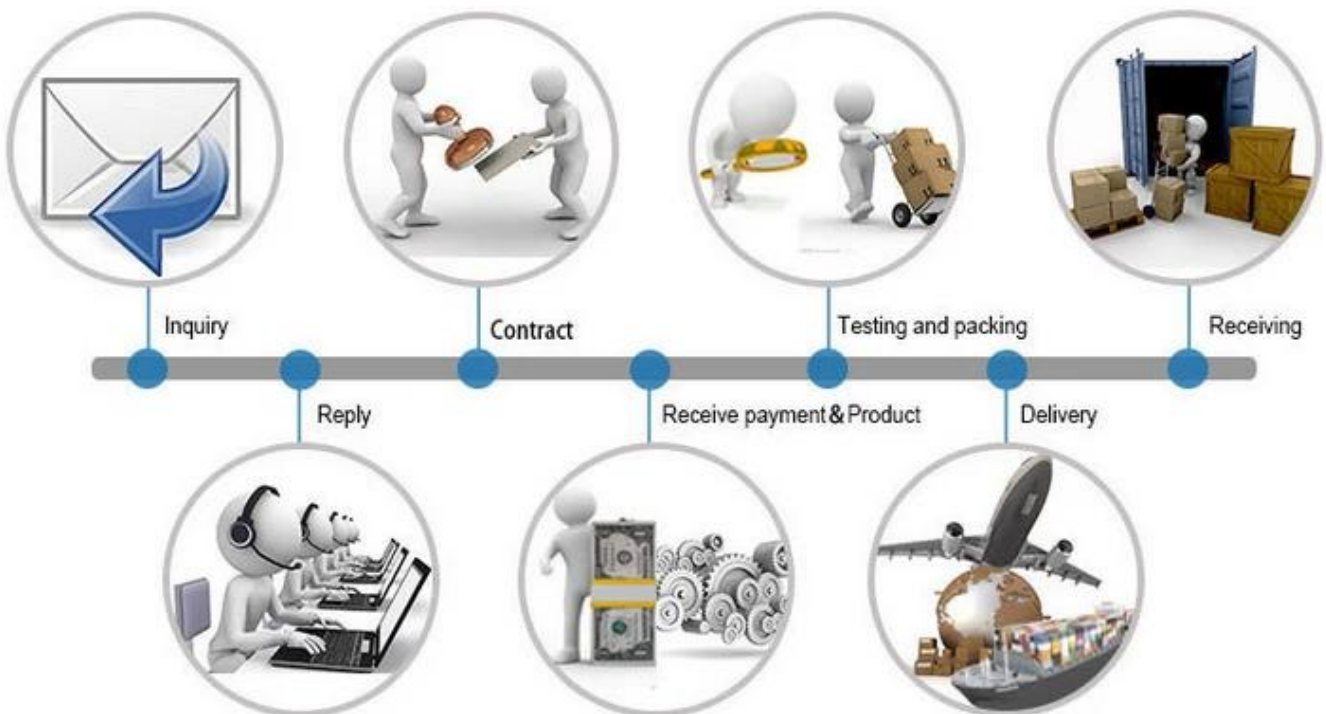 Inquiry
Contract
Testing and packing
Receiving
Reply
Receive payment&Product
Delivery